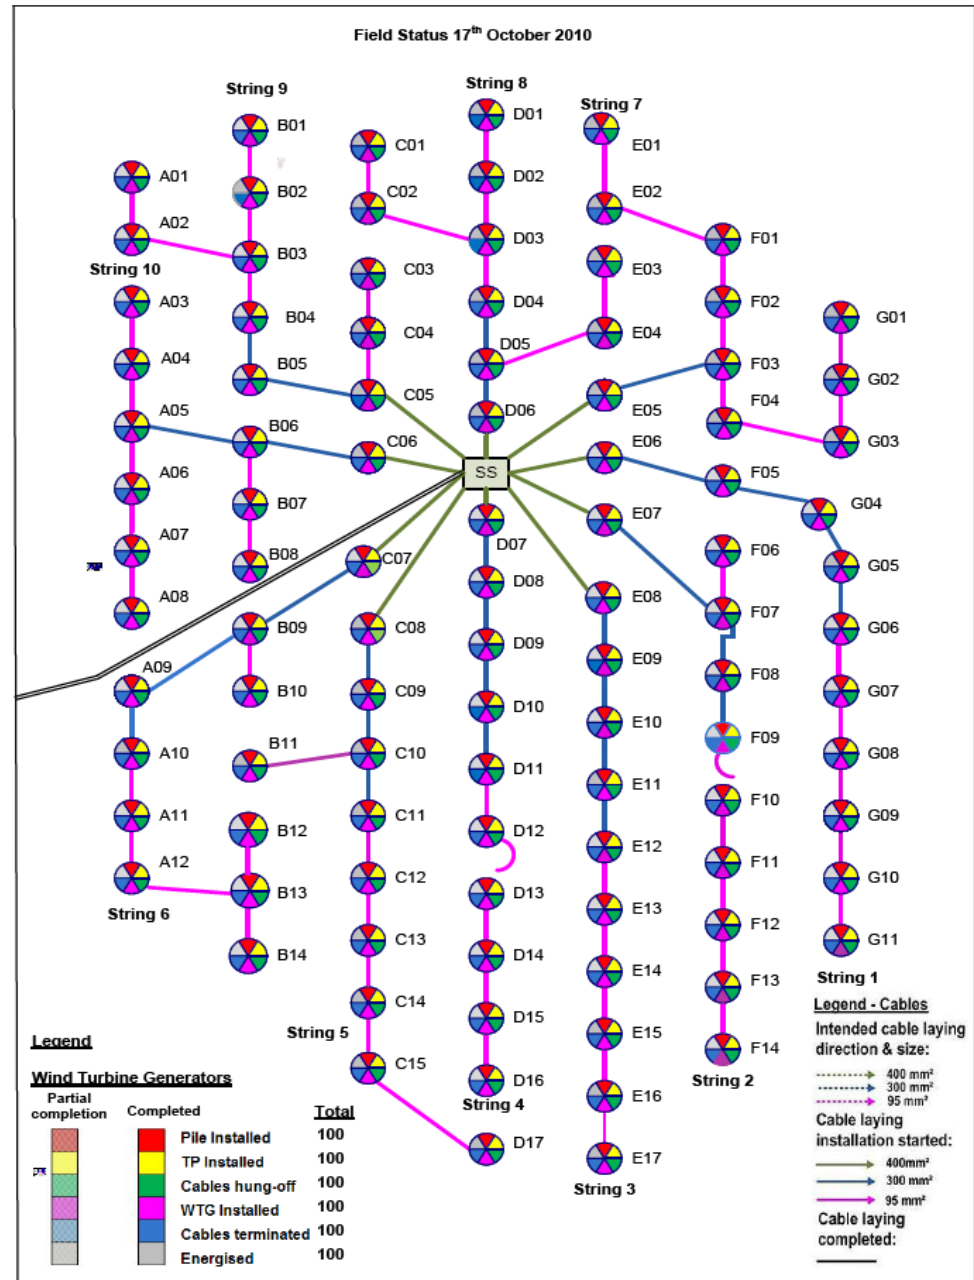 Field Status 17th October 2010
String 8
String 9
String 7
D01
B01
E01
C01
A01
D02
B02
C02
E02
A02
D03
F01
B03
String 10
C03
E03
A03
D04
F02
B04
G01
C04
E04
A04
D05
F03
B05
G02
C05
E05
F04
A05
D06
B06
C06
E06
G03
A06
SS
F05
B07
E07
G04
A07
D07
B08
C07
F06
G05
A08
D08
E08
F07
B09
C08
G06
A09
D09
E09
F08
B10
C09
G07
D10
E10
F09
A10
B11
C10
G08
D11
E11
F10
A11
B12
C11
G09
D12
E12
F11
A12
B13
C12
G10
D13
E13
String 6
F12
B14
C13
G11
D14
E14
String 1
F13
C14
D15
E15
String 5
F14
C15
D16
String 2
E16
String 4
D17
E17
String 3
Legend
Wind Turbine Generators
Partial completion
Completed
Total
Pile Installed 100
TP Installed 100
Cables hung-off 100
WTG Installed 100
Cables terminated 100
Energised 100
Legend - Cables
Intended cable laying
direction & size:
400 mm²
300 mm²
95 mm²
Cable laying
installation started:
400mm²
300 mm²
95 mm²
Cable laying
completed: